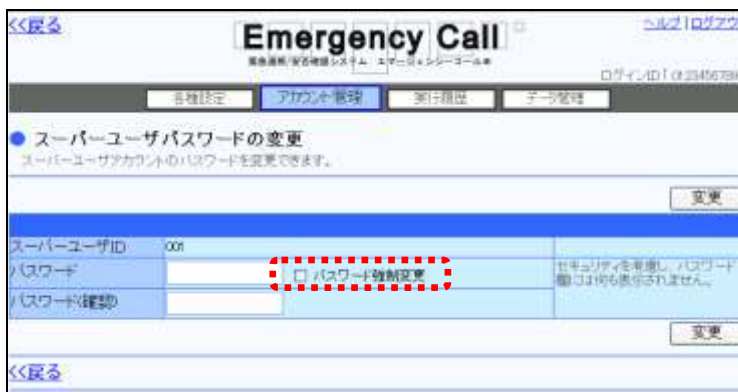 <<戻る
ヘルプ | ログアウ
Emergency Call
緊急連絡/安否確認システム エマージェンシーコール®
ログインID [ 0123456789
各種設定 アカウント管理 実行履歴 データ管理
● スーパーユーザパスワードの変更
スーパーユーザアカウントのパスワードを変更できます。
変更
スーパーユーザID 001
パスワード □ パスワード強制変更
セキュリティを考慮し、パスワード
欄には何も表示されません。
パスワード(確認)
変更
<<戻る